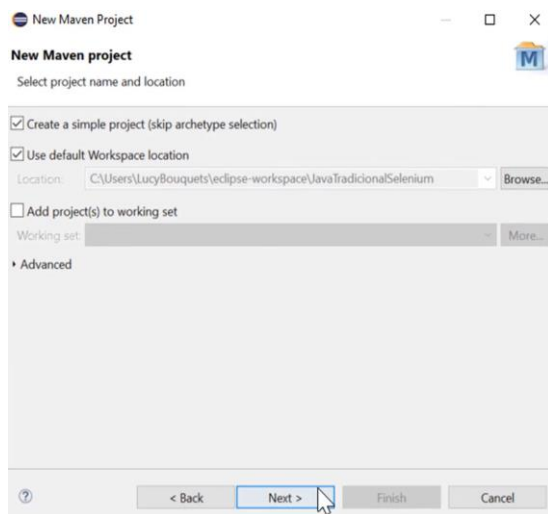 New Maven Project
New Maven project
Select project name and location
M
Create a simple project (skip archetype selection)
Use default Workspace location
Location: C:\Users\LucyBouquets\eclipse-workspace\JavaTradicionalSelenium Browse...
Add project(s) to working set
Working set: More...
Advanced
? < Back Next > Finish Cancel